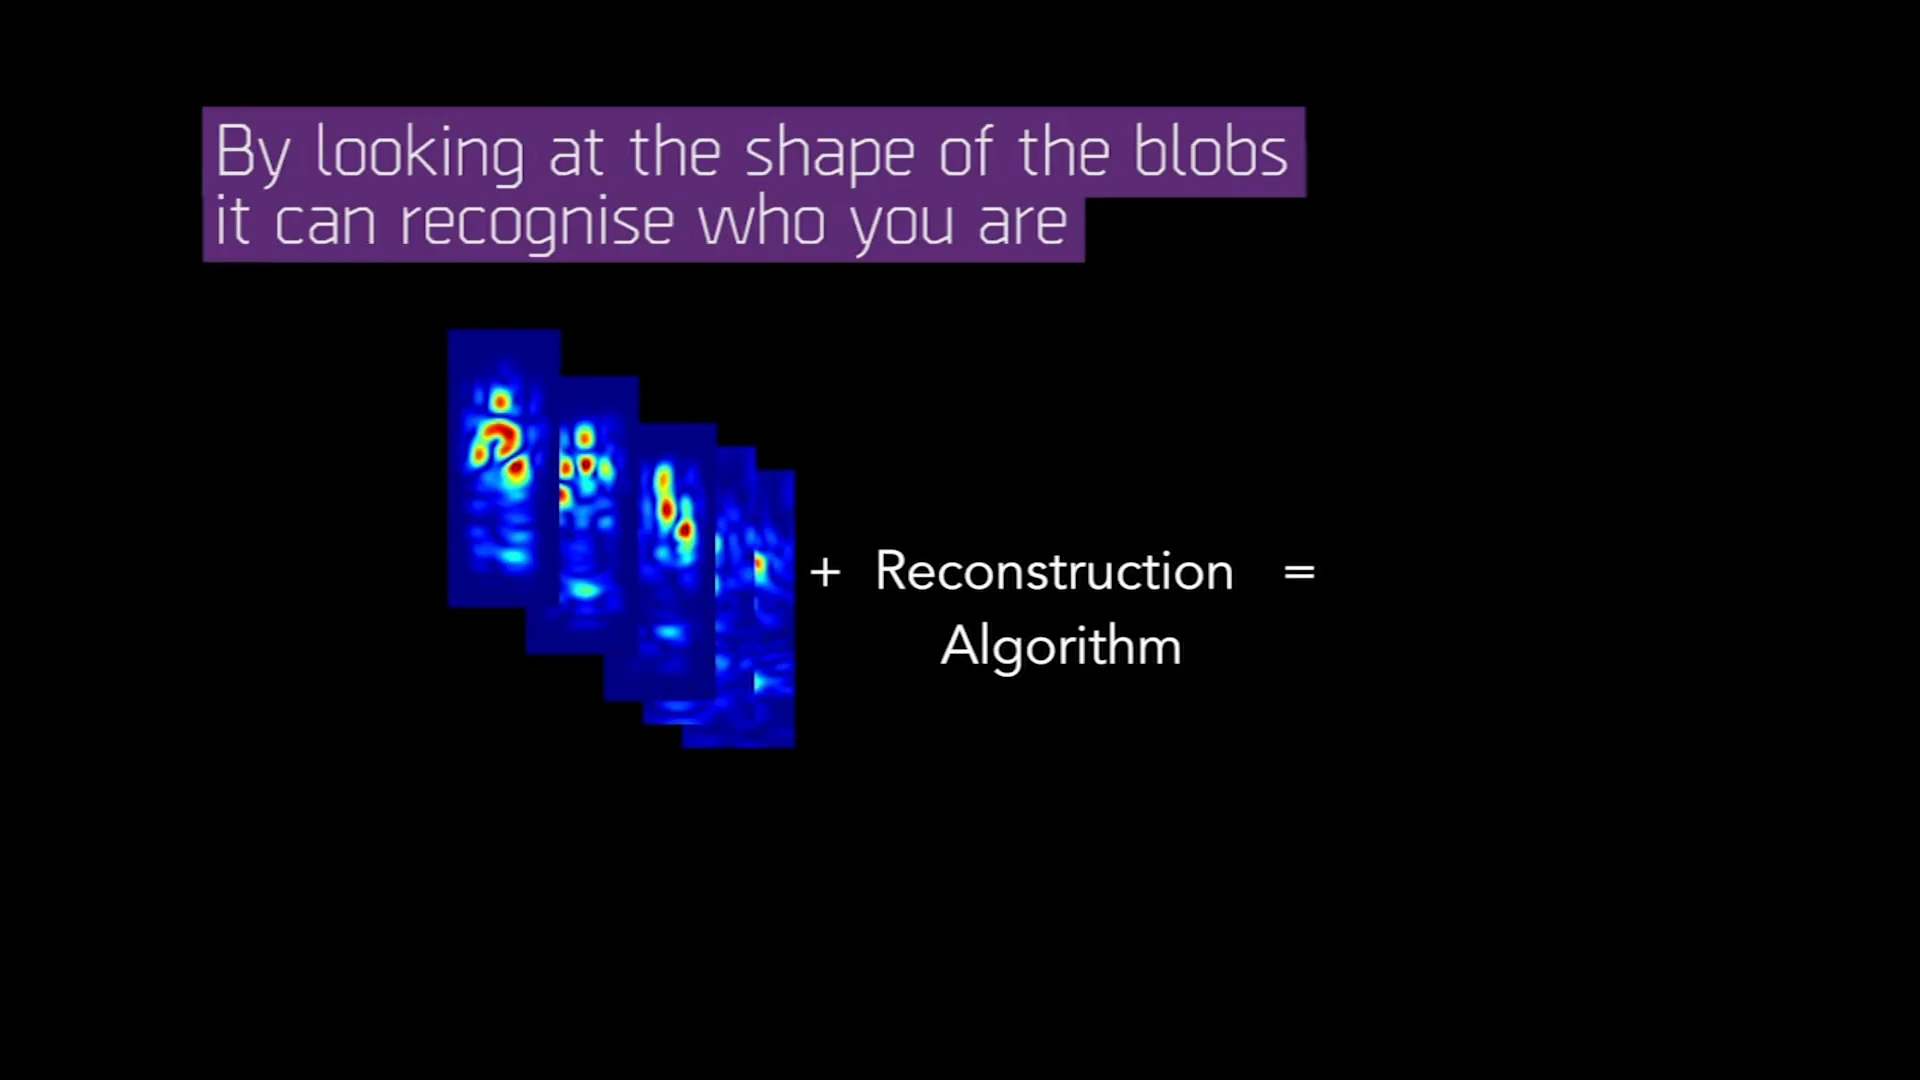 By looking at the shape of the blobs
it can recognise who you are
+ Reconstruction =
Algorithm